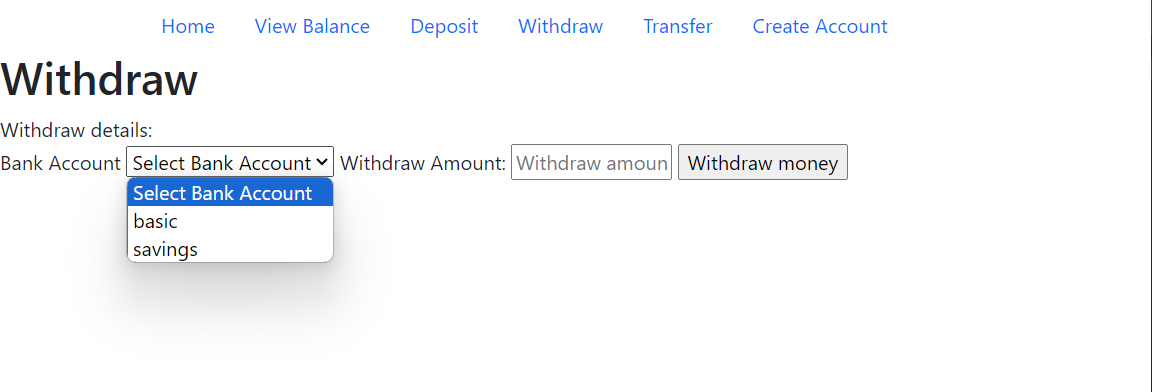 Home View Balance Deposit Withdraw Transfer Create Account
Withdraw
Withdraw details:
Bank Account Select Bank Account Withdraw Amount: Withdraw amoun Withdraw money
Select Bank Account
basic
savings